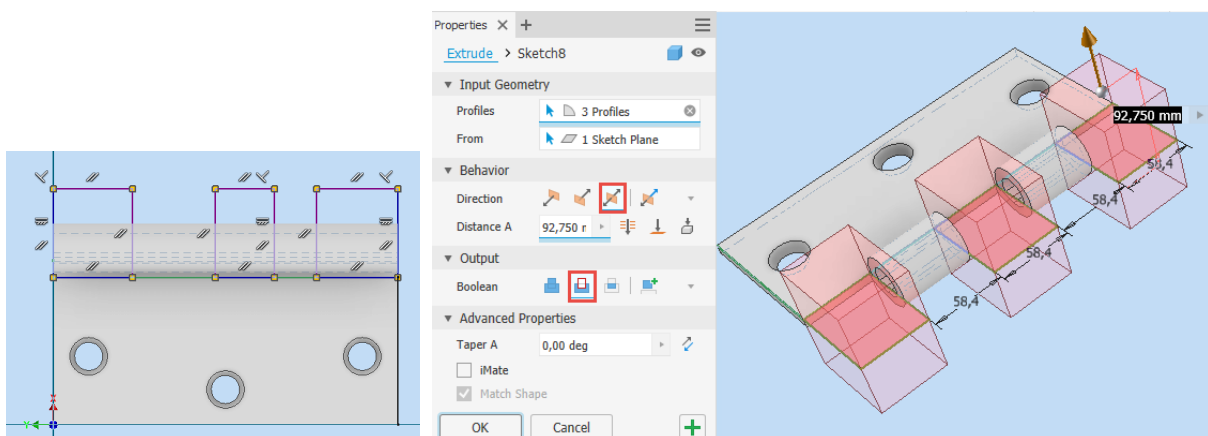 Properties
Extrude > Sketch8
Input Geometry
Profiles 3 Profiles
From 1 Sketch Plane
Behavior
Direction
Distance A 92,750 r
Output
Boolean
Advanced Properties
Taper A 0,00 deg
iMate
Match Shape
OK Cancel
92,750 mm
58,4
58,4
58,4
58,4
Y